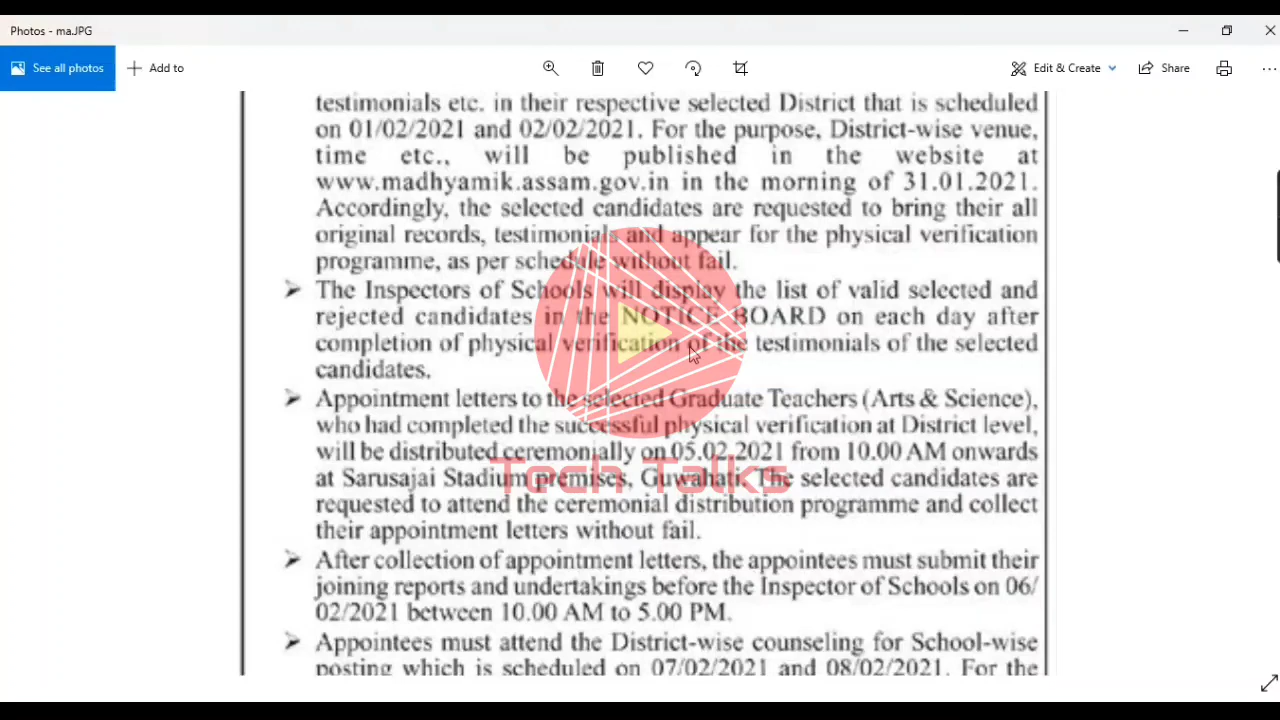 Photos - ma.JPG
See all photos
Add to
Edit & Create
Share
testimonials etc. in their respective selected District that is scheduled
on 01/02/2021 and 02/02/2021. For the purpose, District-wise venue,
time etc., will be published in the website at
www.madhyamik.assam.gov.in in the morning of 31.01.2021.
Accordingly, the selected candidates are requested to bring their all
original records, testimonials and appear for the physical verification
programme, as per schedule without fail.
➢ The Inspectors of Schools will display the list of valid selected and
rejected candidates in the NOTICE BOARD on each day after
completion of physical verification of the testimonials of the selected
candidates.
➢ Appointment letters to the selected Graduate Teachers (Arts & Science),
who had completed the successful physical verification at District level,
will be distributed ceremonially on 05.02.2021 from 10.00 AM onwards
at Sarusajai Stadium premises, Guwahati. The selected candidates are
requested to attend the ceremonial distribution programme and collect
their appointment letters without fail.
➢ After collection of appointment letters, the appointees must submit their
joining reports and undertakings before the Inspector of Schools on 06/
02/2021 between 10.00 AM to 5.00 PM.
➢ Appointees must attend the District-wise counseling for School-wise
posting which is scheduled on 07/02/2021 and 08/02/2021. For the
Tech Talks